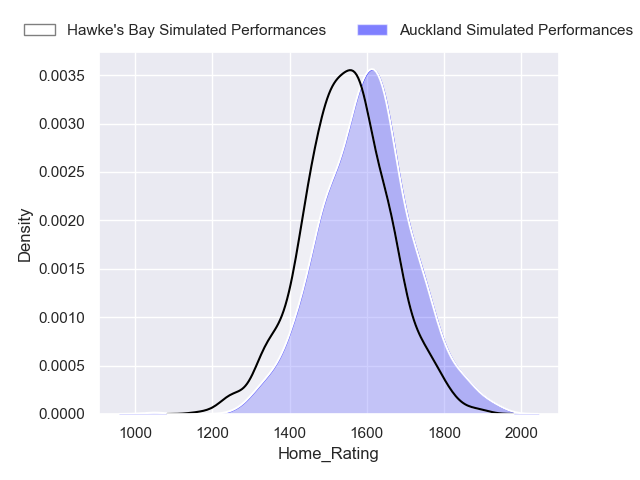 Hawke's Bay Simulated Performances
Auckland Simulated Performances
0.0035
0.0030
0.0025
0.0020
0.0015
0.0010
0.0005
0.0000
Density
1000 1200 1400 1600 1800 2000
Home_Rating